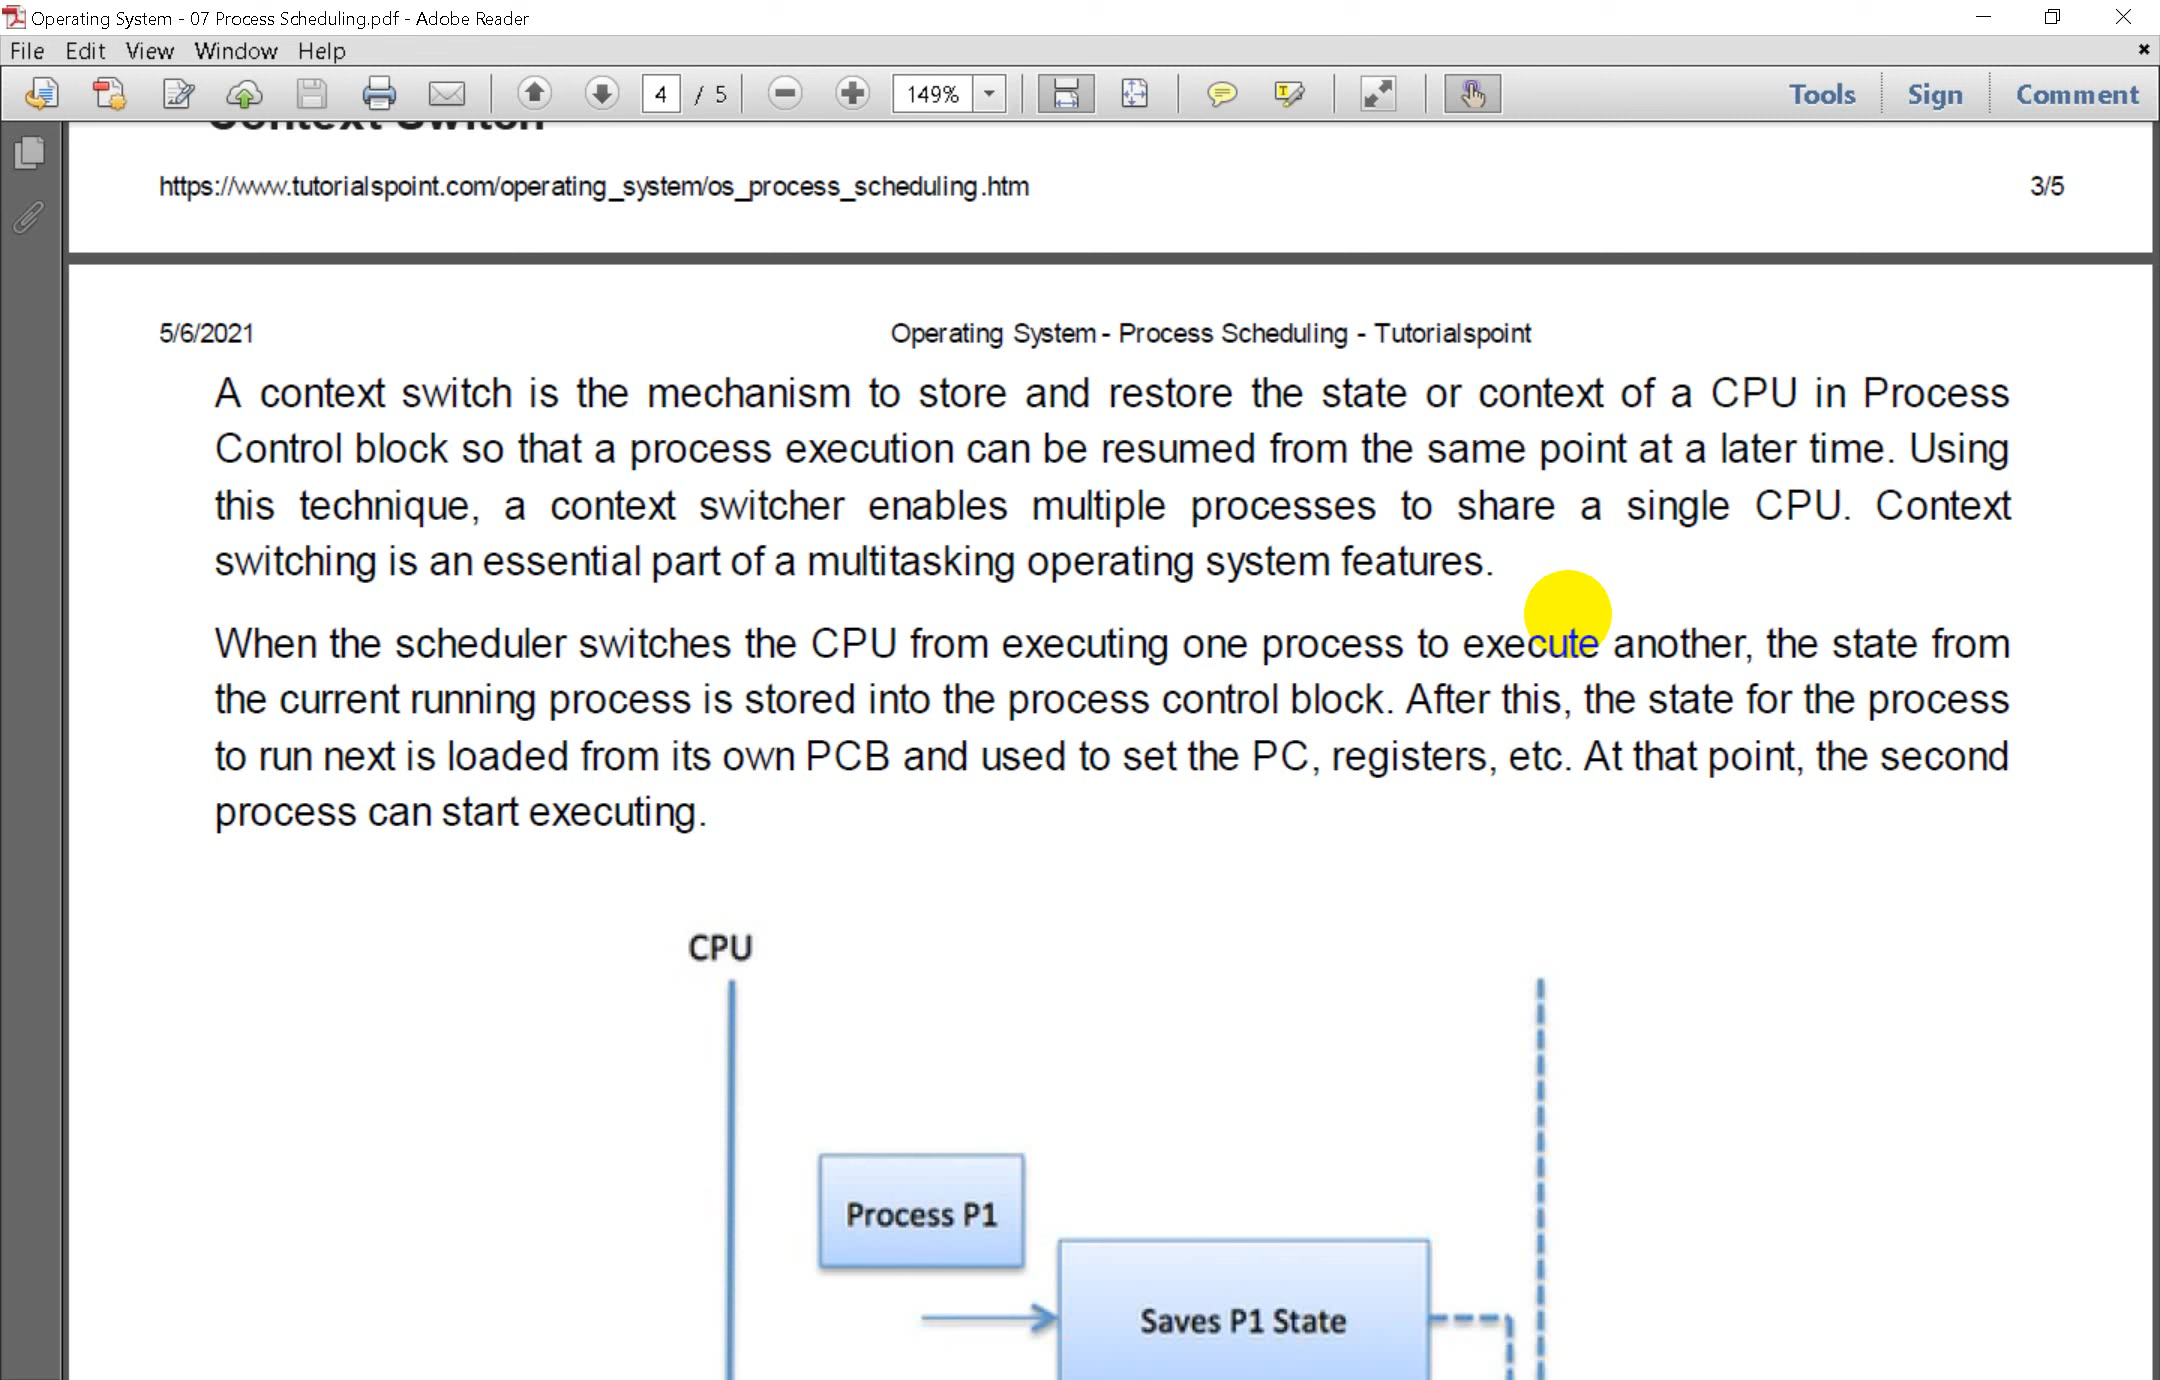 Operating System - 07 Process Scheduling.pdf - Adobe Reader
File Edit View Window Help
4 / 5 149% Tools Sign Comment
Context Switch
https://www.tutorialspoint.com/operating_system/os_process_scheduling.htm 3/5
5/6/2021 Operating System - Process Scheduling - Tutorialspoint
A context switch is the mechanism to store and restore the state or context of a CPU in Process
Control block so that a process execution can be resumed from the same point at a later time. Using
this technique, a context switcher enables multiple processes to share a single CPU. Context
switching is an essential part of a multitasking operating system features.
When the scheduler switches the CPU from executing one process to execute another, the state from
the current running process is stored into the process control block. After this, the state for the process
to run next is loaded from its own PCB and used to set the PC, registers, etc. At that point, the second
process can start executing.
CPU
Process P1
Saves P1 State